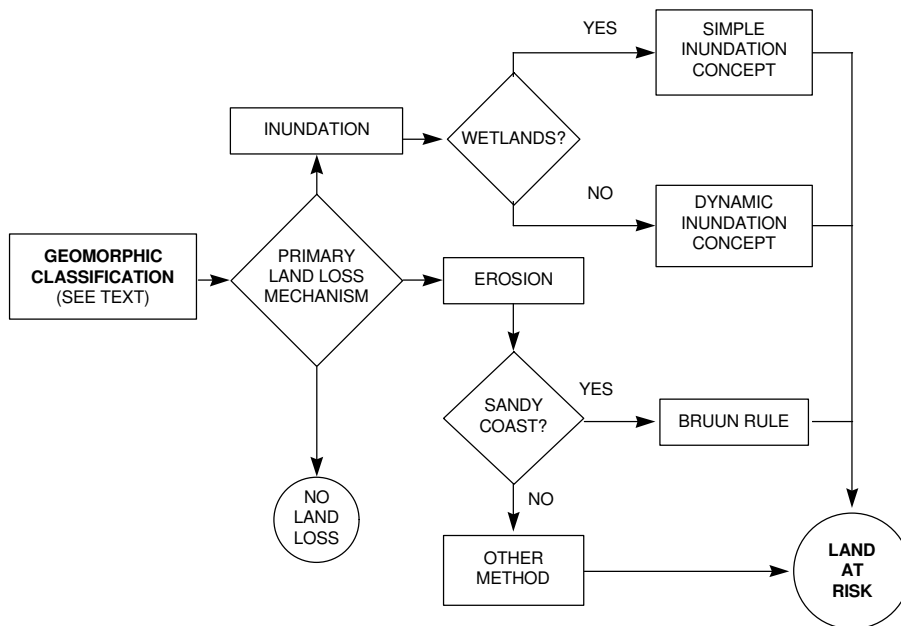 YES
SIMPLE
INUNDATION
CONCEPT
INUNDATION
WETLANDS?
NO
DYNAMIC
INUNDATION
CONCEPT
GEOMORPHIC
CLASSIFICATION
(SEE TEXT)
PRIMARY
LAND LOSS
MECHANISM
EROSION
YES
SANDY
COAST?
BRUUN RULE
NO
LAND
LOSS
NO
OTHER
METHOD
LAND
AT
RISK